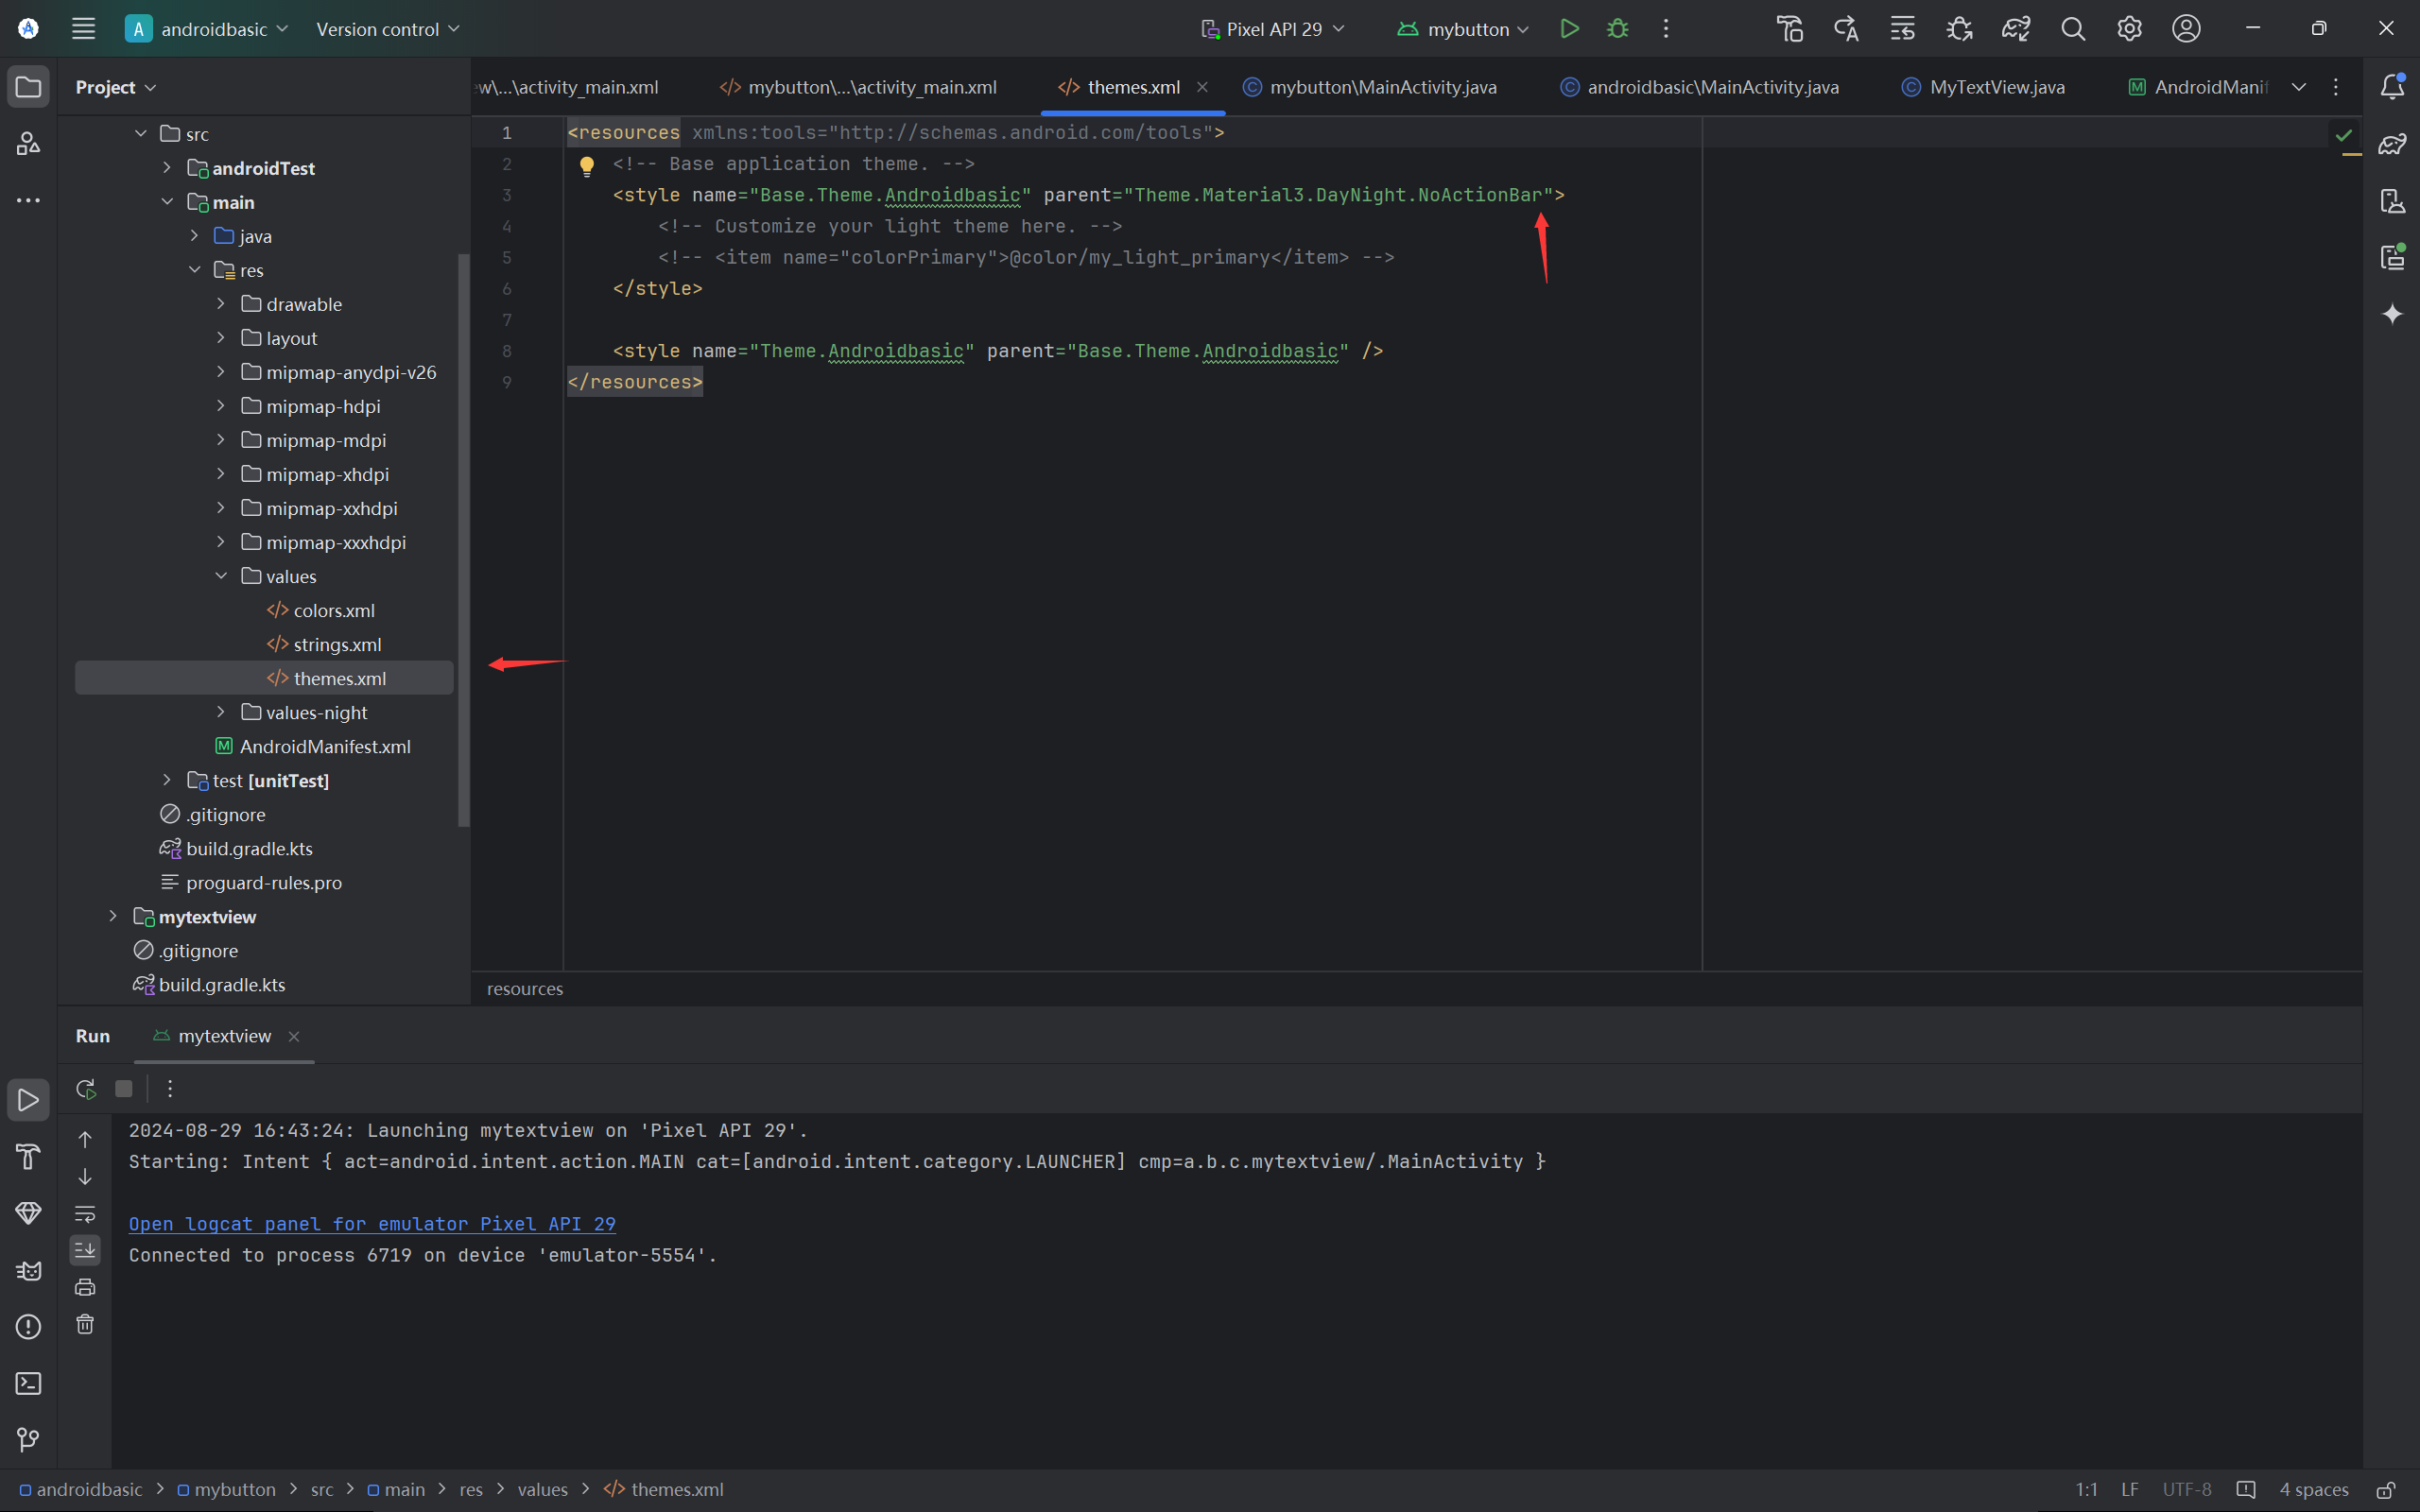 A androidbasic Version control Pixel API 29 mybutton
Project
w\...\activity_main.xml mybutton\...\activity_main.xml themes.xml mybutton\MainActivity.java androidbasic\MainActivity.java MyTextView.java AndroidManif
src
androidTest
main
java
res
drawable
layout
mipmap-anydpi-v26
mipmap-hdpi
mipmap-mdpi
mipmap-xhdpi
mipmap-xxhdpi
mipmap-xxxhdpi
values
colors.xml
strings.xml
themes.xml
values-night
AndroidManifest.xml
test [unitTest]
.gitignore
build.gradle.kts
proguard-rules.pro
mytextview
.gitignore
build.gradle.kts
1 <resources xmlns:tools="http://schemas.android.com/tools">
2 <!-- Base application theme. -->
3 <style name="Base.Theme.Androidbasic" parent="Theme.Material3.DayNight.NoActionBar">
4 <!-- Customize your light theme here. -->
5 <!-- <item name="colorPrimary">@color/my_light_primary</item> -->
6 </style>
7
8 <style name="Theme.Androidbasic" parent="Base.Theme.Androidbasic" />
9 </resources>
resources
Run mytextview
2024-08-29 16:43:24: Launching mytextview on 'Pixel API 29'.
Starting: Intent { act=android.intent.action.MAIN cat=[android.intent.category.LAUNCHER] cmp=a.b.c.mytextview/.MainActivity }
Open logcat panel for emulator Pixel API 29
Connected to process 6719 on device 'emulator-5554'.
androidbasic > mybutton > src > main > res > values > themes.xml 1:1 LF UTF-8 4 spaces